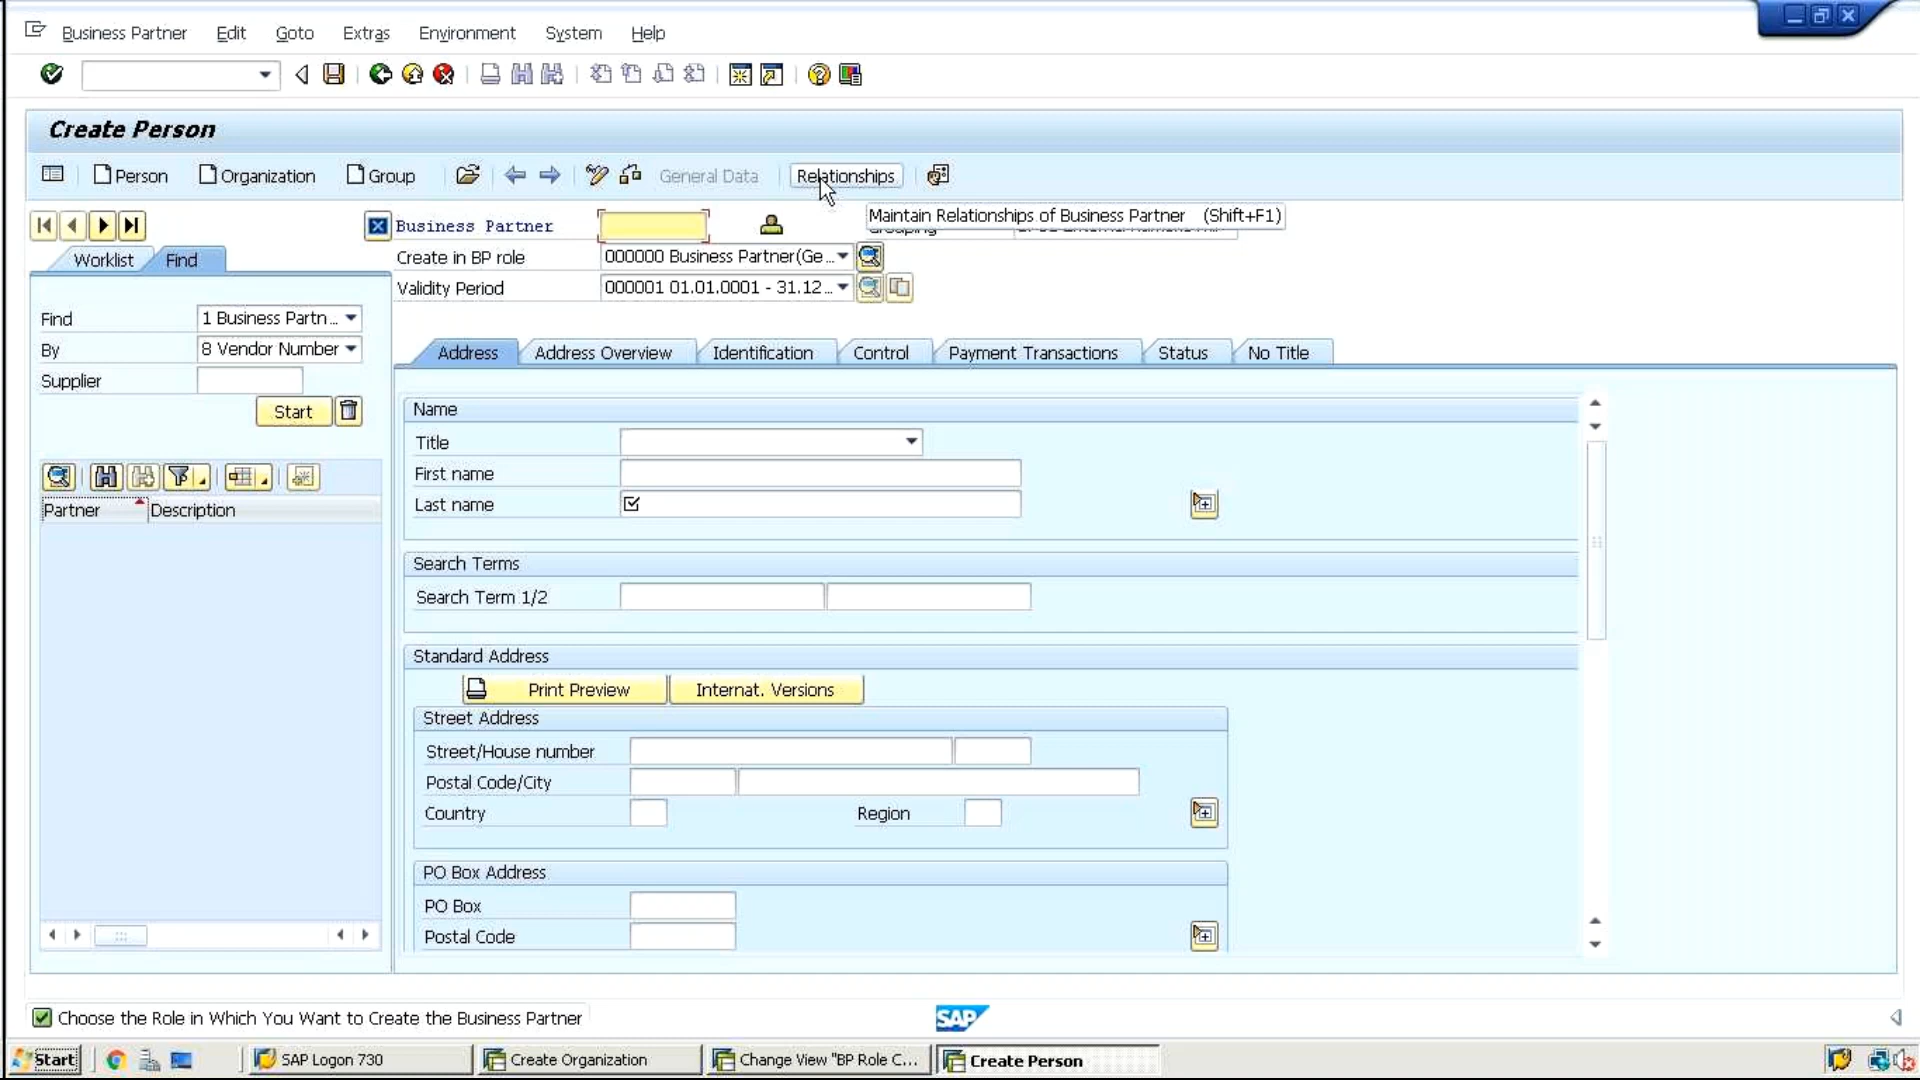 Business Partner Edit Goto Extras Environment System Help
Create Person
Person Organization Group General Data Relationships
Maintain Relationships of Business Partner (Shift+F1)
Business Partner
Worklist Find
Create in BP role 000000 Business Partner(Ge...
Validity Period 000001 01.01.0001 - 31.12...
Find 1 Business Partn...
By 8 Vendor Number
Supplier
Start
Partner Description
Address Address Overview Identification Control Payment Transactions Status No Title
Name
Title
First name
Last name
Search Terms
Search Term 1/2
Standard Address
Print Preview Internat. Versions
Street Address
Street/House number
Postal Code/City
Country Region
PO Box Address
PO Box
Postal Code
Choose the Role in Which You Want to Create the Business Partner
SAP
Start SAP Logon 730 Create Organization Change View "BP Role C... Create Person